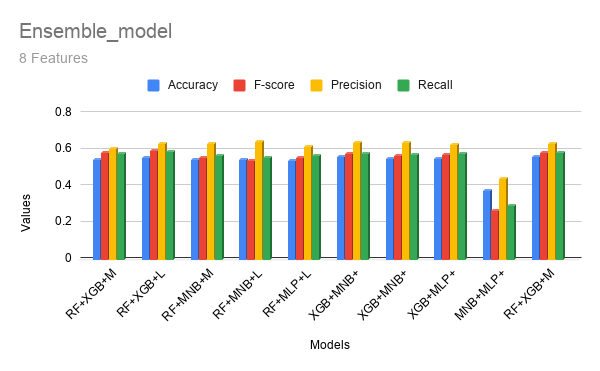 Ensemble_model
8 Features
Accuracy F-score Precision Recall
0.8
0.6
0.4
0.2
0
Values
RF+XGB+M
RF+XGB+L
RF+MNB+M
RF+MNB+L
RF+MLP+L
XGB+MNB+
XGB+MNB+
XGB+MLP+
MNB+MLP+
RF+XGB+M
Models